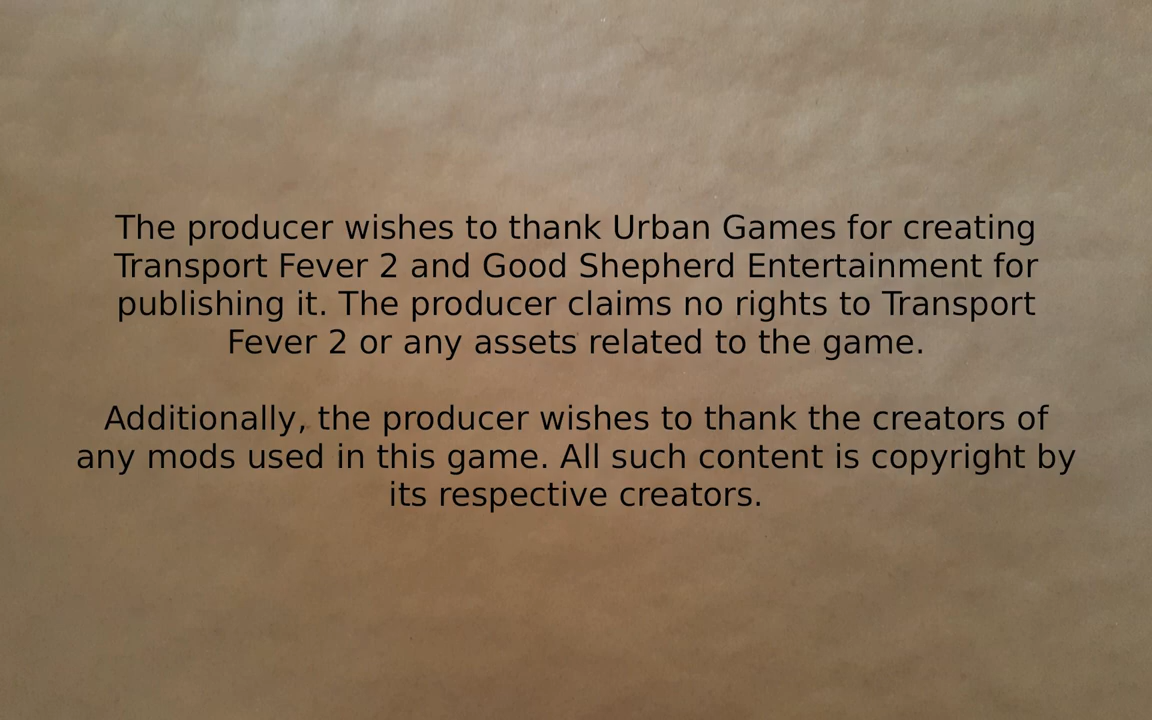 The producer wishes to thank Urban Games for creating
Transport Fever 2 and Good Shepherd Entertainment for
publishing it. The producer claims no rights to Transport
Fever 2 or any assets related to the game.
Additionally, the producer wishes to thank the creators of
any mods used in this game. All such content is copyright by
its respective creators.